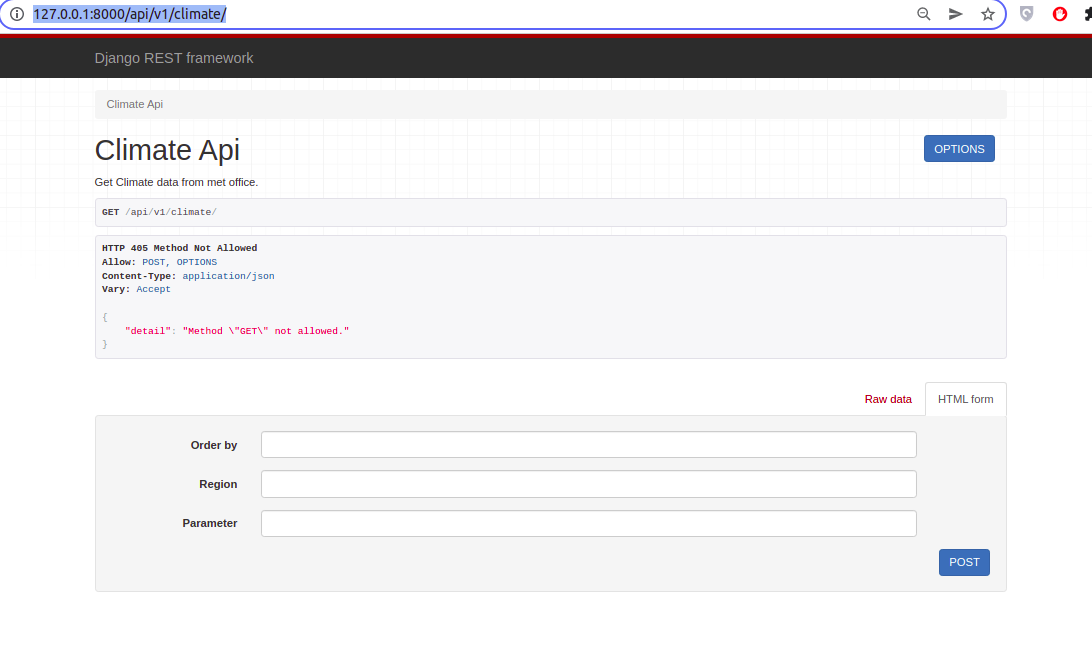 127.0.0.1:8000/api/v1/climate/
Django REST framework
Climate Api
Climate Api
OPTIONS
Get Climate data from met office.
GET /api/v1/climate/
HTTP 405 Method Not Allowed
Allow: POST, OPTIONS
Content-Type: application/json
Vary: Accept
{
    "detail": "Method \"GET\" not allowed."
}
Raw data
HTML form
Order by
Region
Parameter
POST